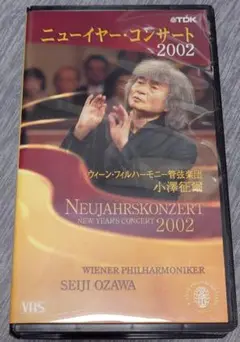 TDK
ニューイヤー・コンサート
2002
ウィーン・フィルハーモニー管弦楽団
小澤征爾
NEUJAHRSKONZERT
NEW YEAR'S CONCERT 2002
WIENER PHILHARMONIKER
SEIJI OZAWA
VHS